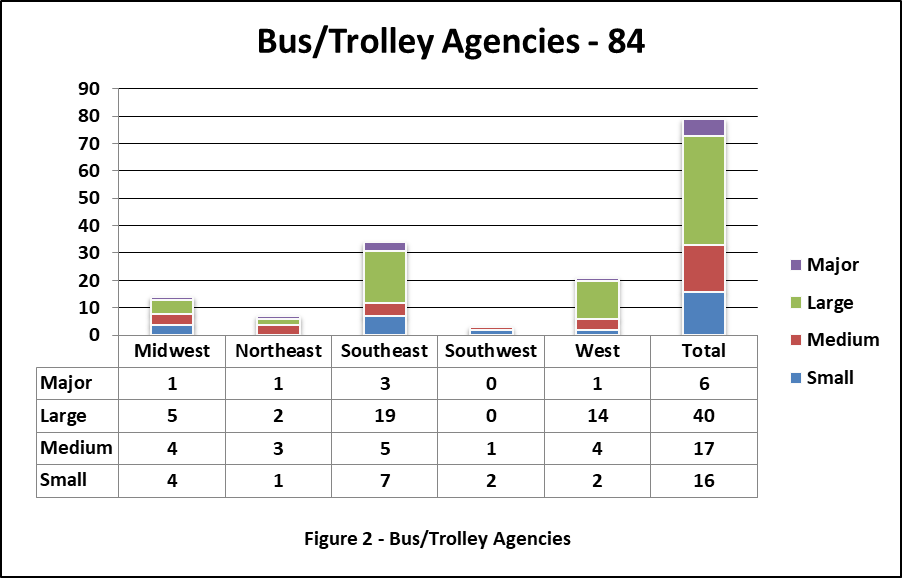 Bus/Trolley Agencies - 84
90
80
70
60
50
40
30
20
10
0
Midwest Northeast Southeast Southwest West Total
Major 1 1 3 0 1 6
Large 5 2 19 0 14 40
Medium 4 3 5 1 4 17
Small 4 1 7 2 2 16
Major
Large
Medium
Small
Figure 2 - Bus/Trolley Agencies